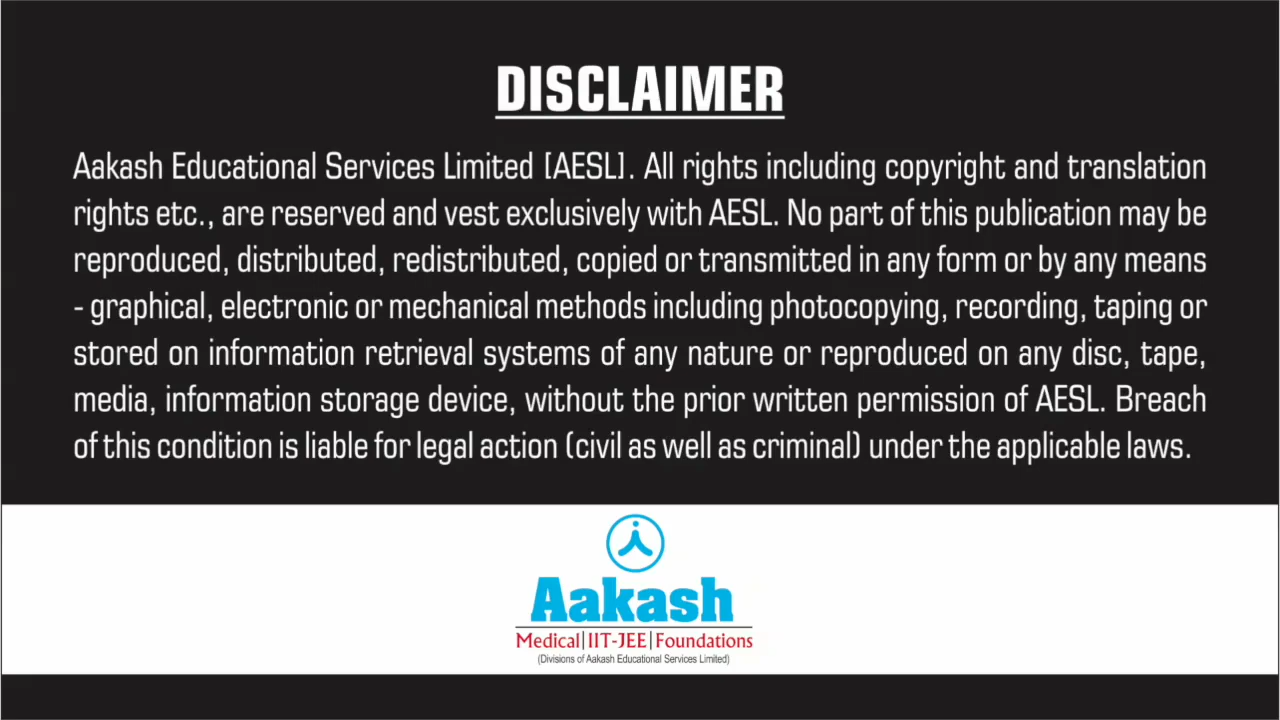 DISCLAIMER
Aakash Educational Services Limited [AESL]. All rights including copyright and translation
rights etc., are reserved and vest exclusively with AESL. No part of this publication may be
reproduced, distributed, redistributed, copied or transmitted in any form or by any means
- graphical, electronic or mechanical methods including photocopying, recording, taping or
stored on information retrieval systems of any nature or reproduced on any disc, tape,
media, information storage device, without the prior written permission of AESL. Breach
of this condition is liable for legal action (civil as well as criminal) under the applicable laws.
Aakash
Medical|IIT-JEE|Foundations
(Divisions of Aakash Educational Services Limited)